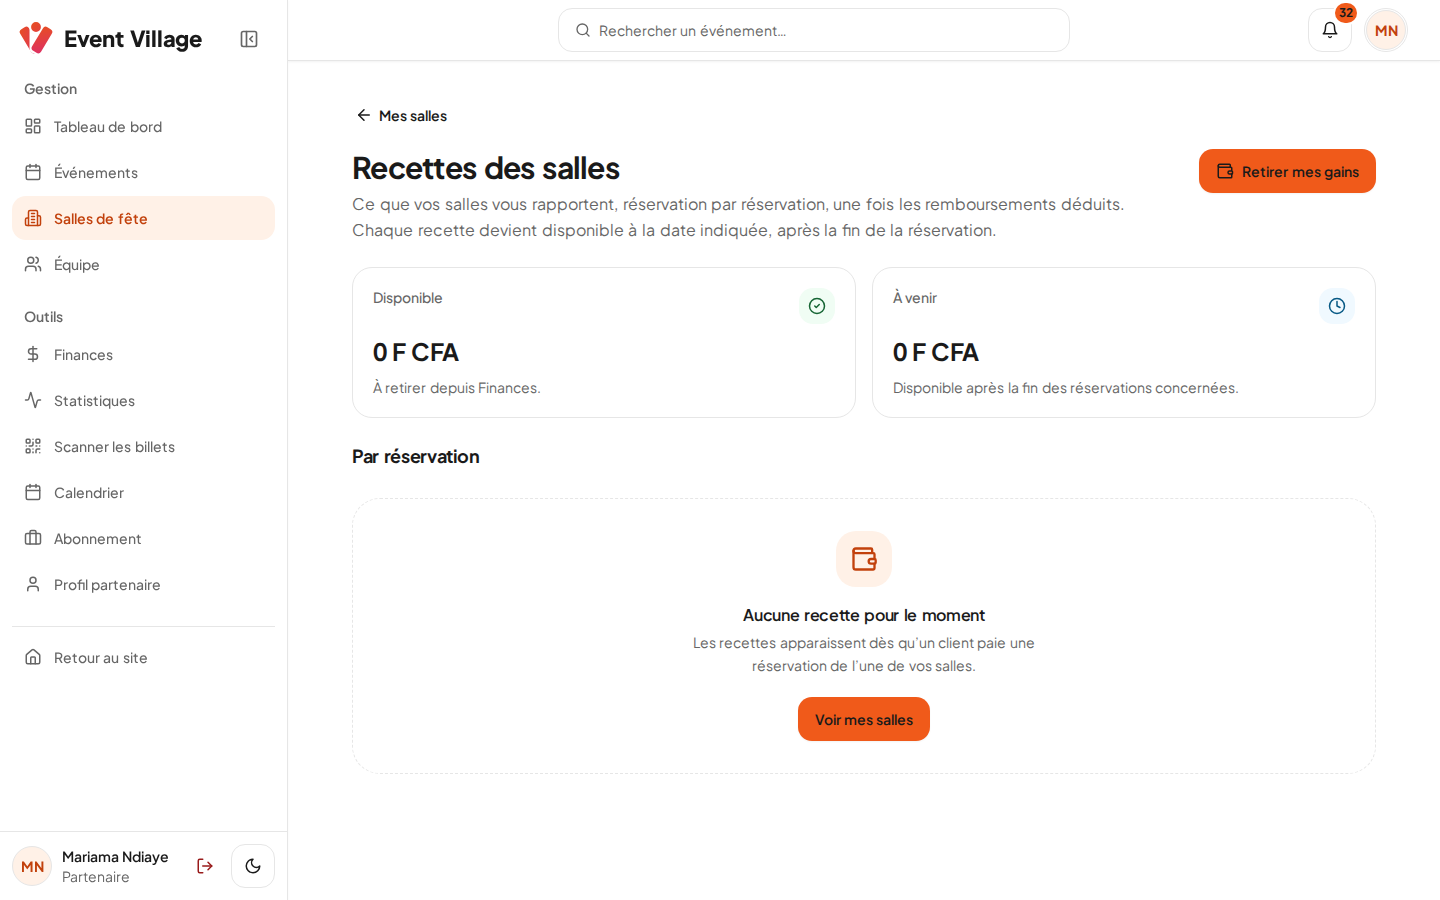 Event Village
Rechercher un événement…
32
MN
Gestion
Tableau de bord
Événements
Salles de fête
Équipe
Outils
Finances
Statistiques
Scanner les billets
Calendrier
Abonnement
Profil partenaire
Retour au site
MN
Mariama Ndiaye
Partenaire
Mes salles
Recettes des salles
Retirer mes gains
Ce que vos salles vous rapportent, réservation par réservation, une fois les remboursements déduits.
Chaque recette devient disponible à la date indiquée, après la fin de la réservation.
Disponible
0 F CFA
À retirer depuis Finances.
À venir
0 F CFA
Disponible après la fin des réservations concernées.
Par réservation
Aucune recette pour le moment
Les recettes apparaissent dès qu’un client paie une
réservation de l’une de vos salles.
Voir mes salles